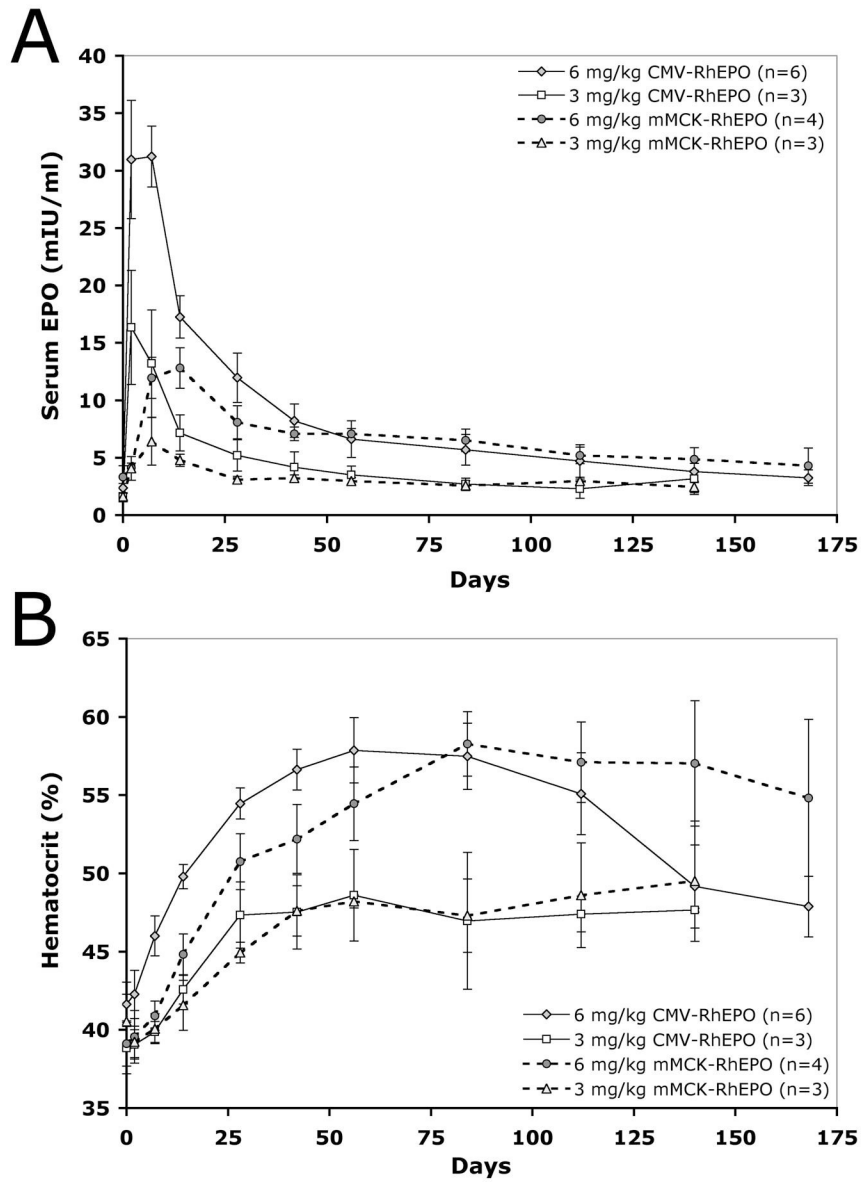 A
40
35
30
25
20
15
10
5
0
Serum EPO (mIU/ml)
6 mg/kg CMV-RhEPO (n=6)
3 mg/kg CMV-RhEPO (n=3)
6 mg/kg mMCK-RhEPO (n=4)
3 mg/kg mMCK-RhEPO (n=3)
0 25 50 75 100 125 150 175
Days
B
65
60
55
50
45
40
35
Hematocrit (%)
6 mg/kg CMV-RhEPO (n=6)
3 mg/kg CMV-RhEPO (n=3)
6 mg/kg mMCK-RhEPO (n=4)
3 mg/kg mMCK-RhEPO (n=3)
0 25 50 75 100 125 150 175
Days